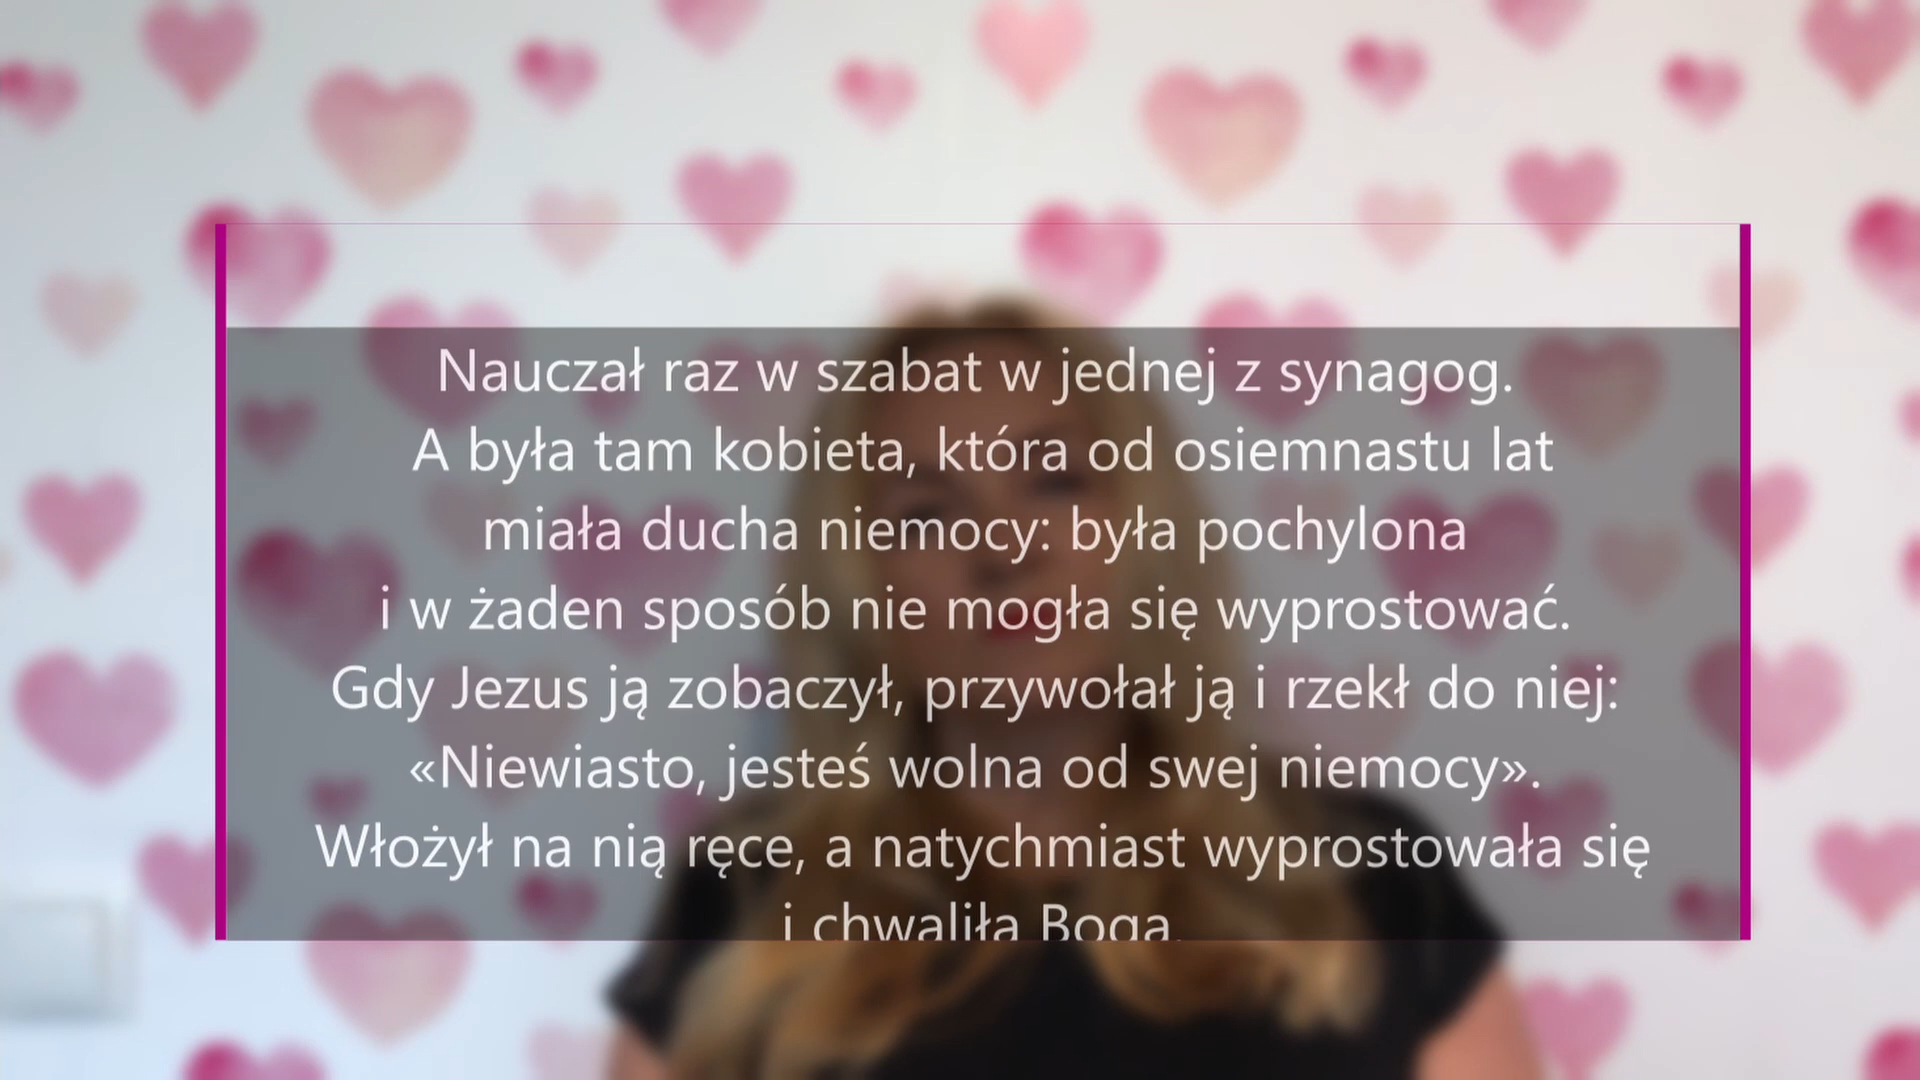 Nauczał raz w szabat w jednej z synagog.
A była tam kobieta, która od osiemnastu lat
miała ducha niemocy: była pochylona
i w żaden sposób nie mogła się wyprostować.
Gdy Jezus ją zobaczył, przywołał ją i rzekł do niej:
«Niewiasto, jesteś wolna od swej niemocy».
Włożył na nią ręce, a natychmiast wyprostowała się
i chwaliła Boga.